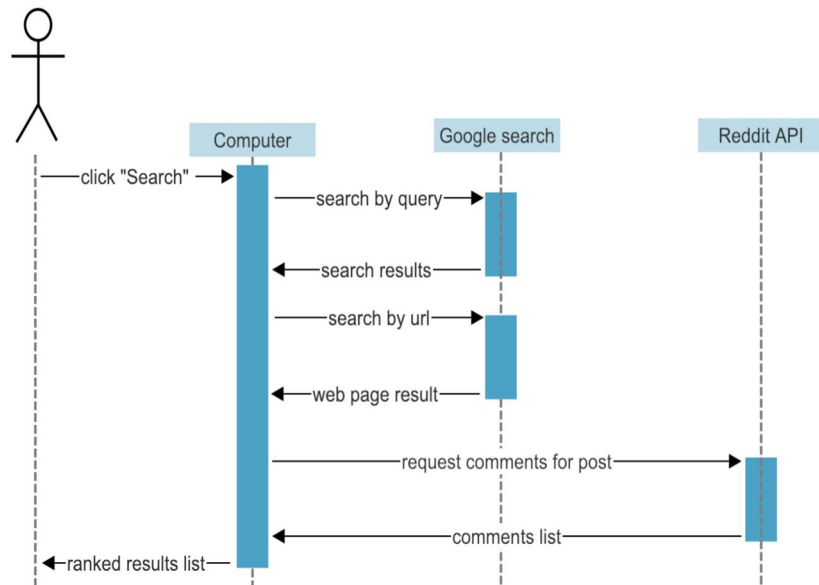 Computer
Google search
Reddit API
click "Search"
search by query
search results
search by url
web page result
request comments for post
comments list
ranked results list